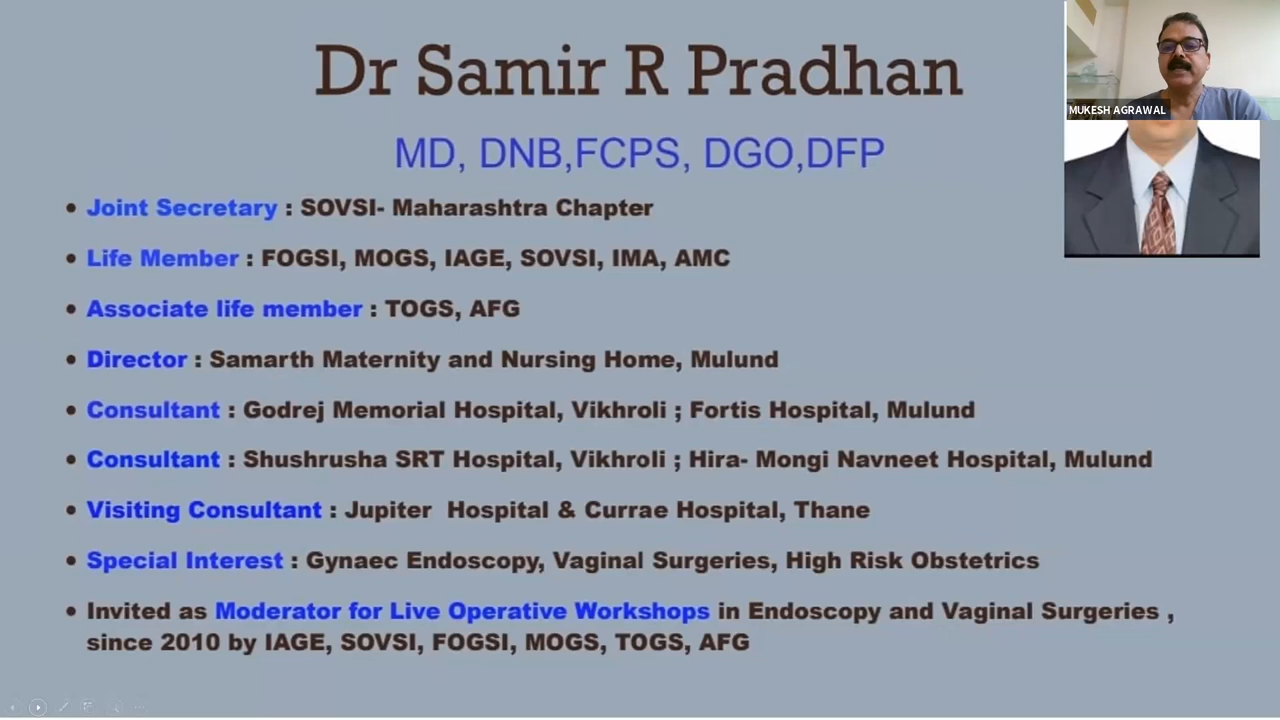 Dr Samir R Pradhan
MUKESH AGRAWAL
MD, DNB,FCPS, DGO,DFP
• Joint Secretary : SOVSI- Maharashtra Chapter
• Life Member : FOGSI, MOGS, IAGE, SOVSI, IMA, AMC
• Associate life member : TOGS, AFG
• Director : Samarth Maternity and Nursing Home, Mulund
• Consultant : Godrej Memorial Hospital, Vikhroli ; Fortis Hospital, Mulund
• Consultant : Shushrusha SRT Hospital, Vikhroli ; Hira- Mongi Navneet Hospital, Mulund
• Visiting Consultant : Jupiter Hospital & Currae Hospital, Thane
• Special Interest : Gynaec Endoscopy, Vaginal Surgeries, High Risk Obstetrics
• Invited as Moderator for Live Operative Workshops in Endoscopy and Vaginal Surgeries ,
since 2010 by IAGE, SOVSI, FOGSI, MOGS, TOGS, AFG